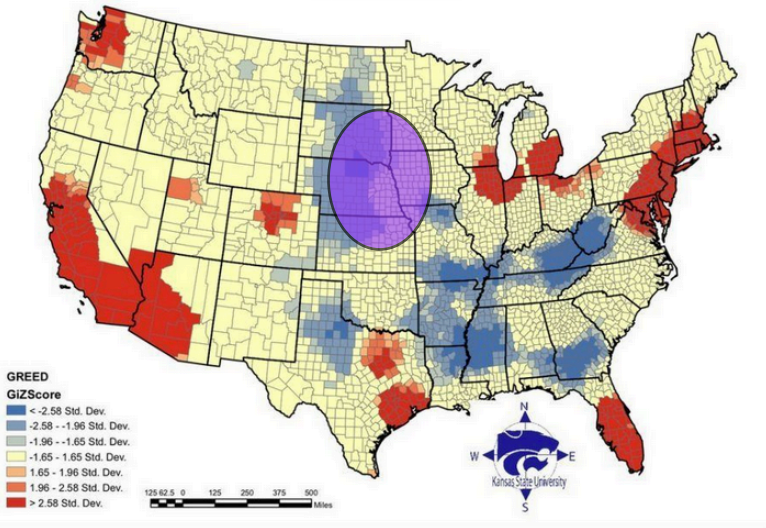 GREED
GiZScore
< -2.58 Std. Dev.
-2.58 - -1.96 Std. Dev.
-1.96 - -1.65 Std. Dev.
-1.65 - 1.65 Std. Dev.
1.65 - 1.96 Std. Dev.
1.96 - 2.58 Std. Dev.
> 2.58 Std. Dev.
125 62.5 0 125 250 375 500
Miles
N
W E
Kansas State University
S